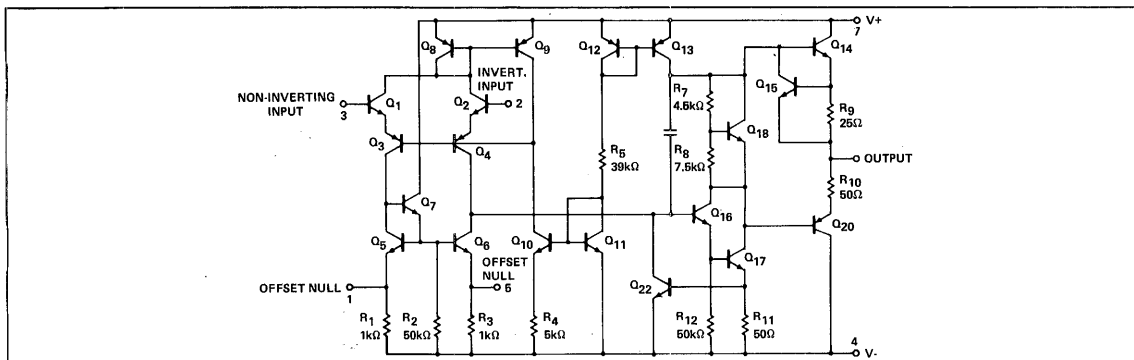 V+
7
Q8
Q9
Q12
Q13
Q14
INVERT.
INPUT
Q15
NON-INVERTING
INPUT
3
Q1
Q2
2
R7
4.5kΩ
R9
25Ω
Q18
Q3
Q4
R5
39kΩ
R8
7.5kΩ
OUTPUT
R10
50Ω
Q7
Q16
Q20
Q5
Q6
Q10
Q11
Q17
OFFSET
NULL
5
Q22
OFFSET NULL
1
R1
1kΩ
R2
50kΩ
R3
1kΩ
R4
5kΩ
R12
50kΩ
R11
50Ω
4
V-